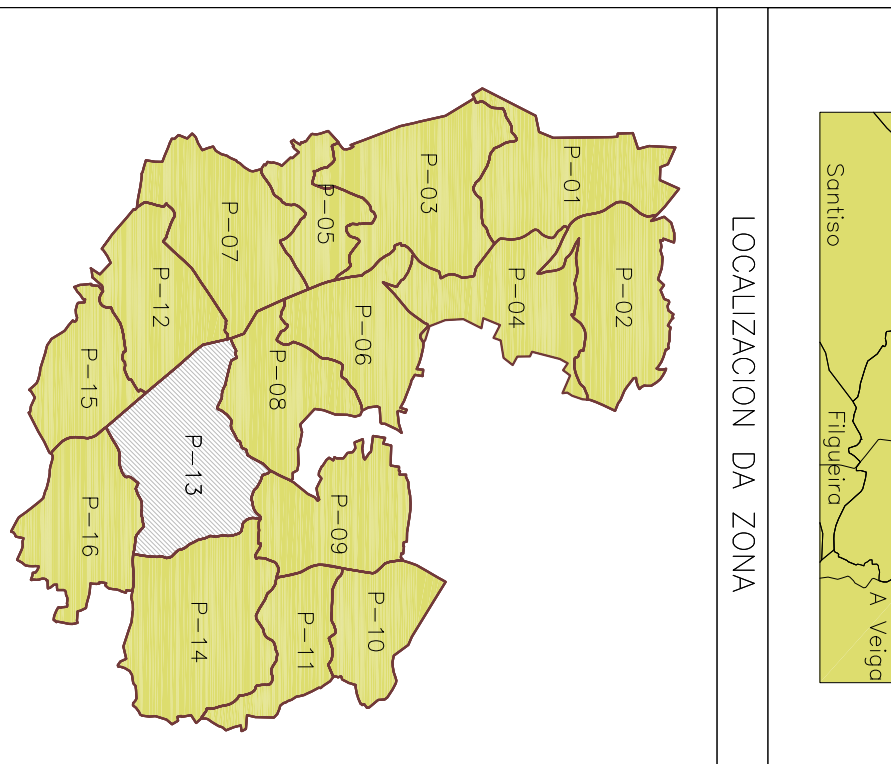 Santiso
Filgueira
A Veiga
LOCALIZACION DA ZONA
P-02
P-01
P-04
P-03
P-06
P-10
P-05
P-09
P-11
P-08
P-07
P-14
P-13
P-12
P-16
P-15